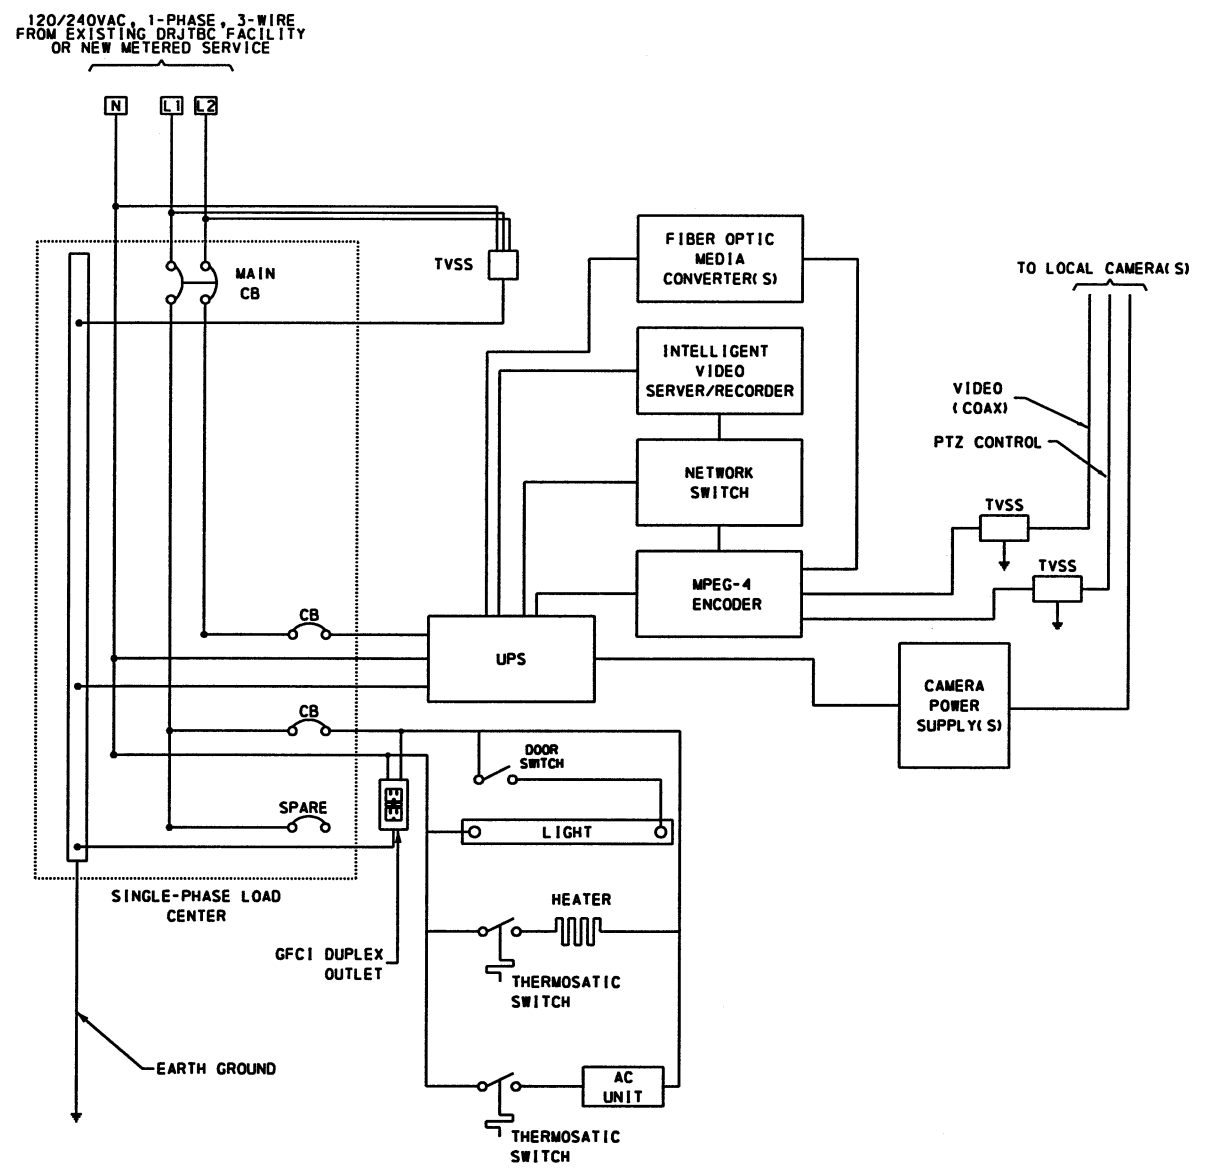 120/240VAC, 1-PHASE, 3-WIRE
FROM EXISTING DRJTBC FACILITY
OR NEW METERED SERVICE
N
L1
L2
TVSS
MAIN
CB
FIBER OPTIC
MEDIA
CONVERTER(S)
TO LOCAL CAMERA(S)
INTELLIGENT
VIDEO
SERVER/RECORDER
VIDEO
(COAX)
PTZ CONTROL
NETWORK
SWITCH
TVSS
TVSS
MPEG-4
ENCODER
CB
UPS
CAMERA
POWER
SUPPLY(S)
CB
DOOR
SWITCH
SPARE
LIGHT
SINGLE-PHASE LOAD
CENTER
HEATER
GFCI DUPLEX
OUTLET
THERMOSATIC
SWITCH
EARTH GROUND
AC
UNIT
THERMOSATIC
SWITCH